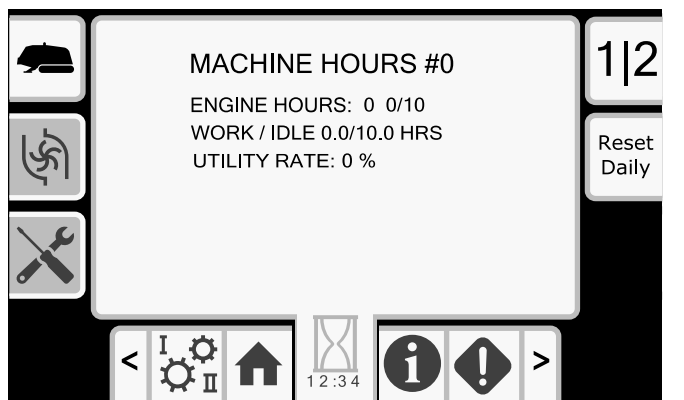 MACHINE HOURS #0
ENGINE HOURS: 0 0/10
WORK / IDLE 0.0/10.0 HRS
UTILITY RATE: 0 %
1|2
Reset
Daily
<
I
II
12:34
i
!
>